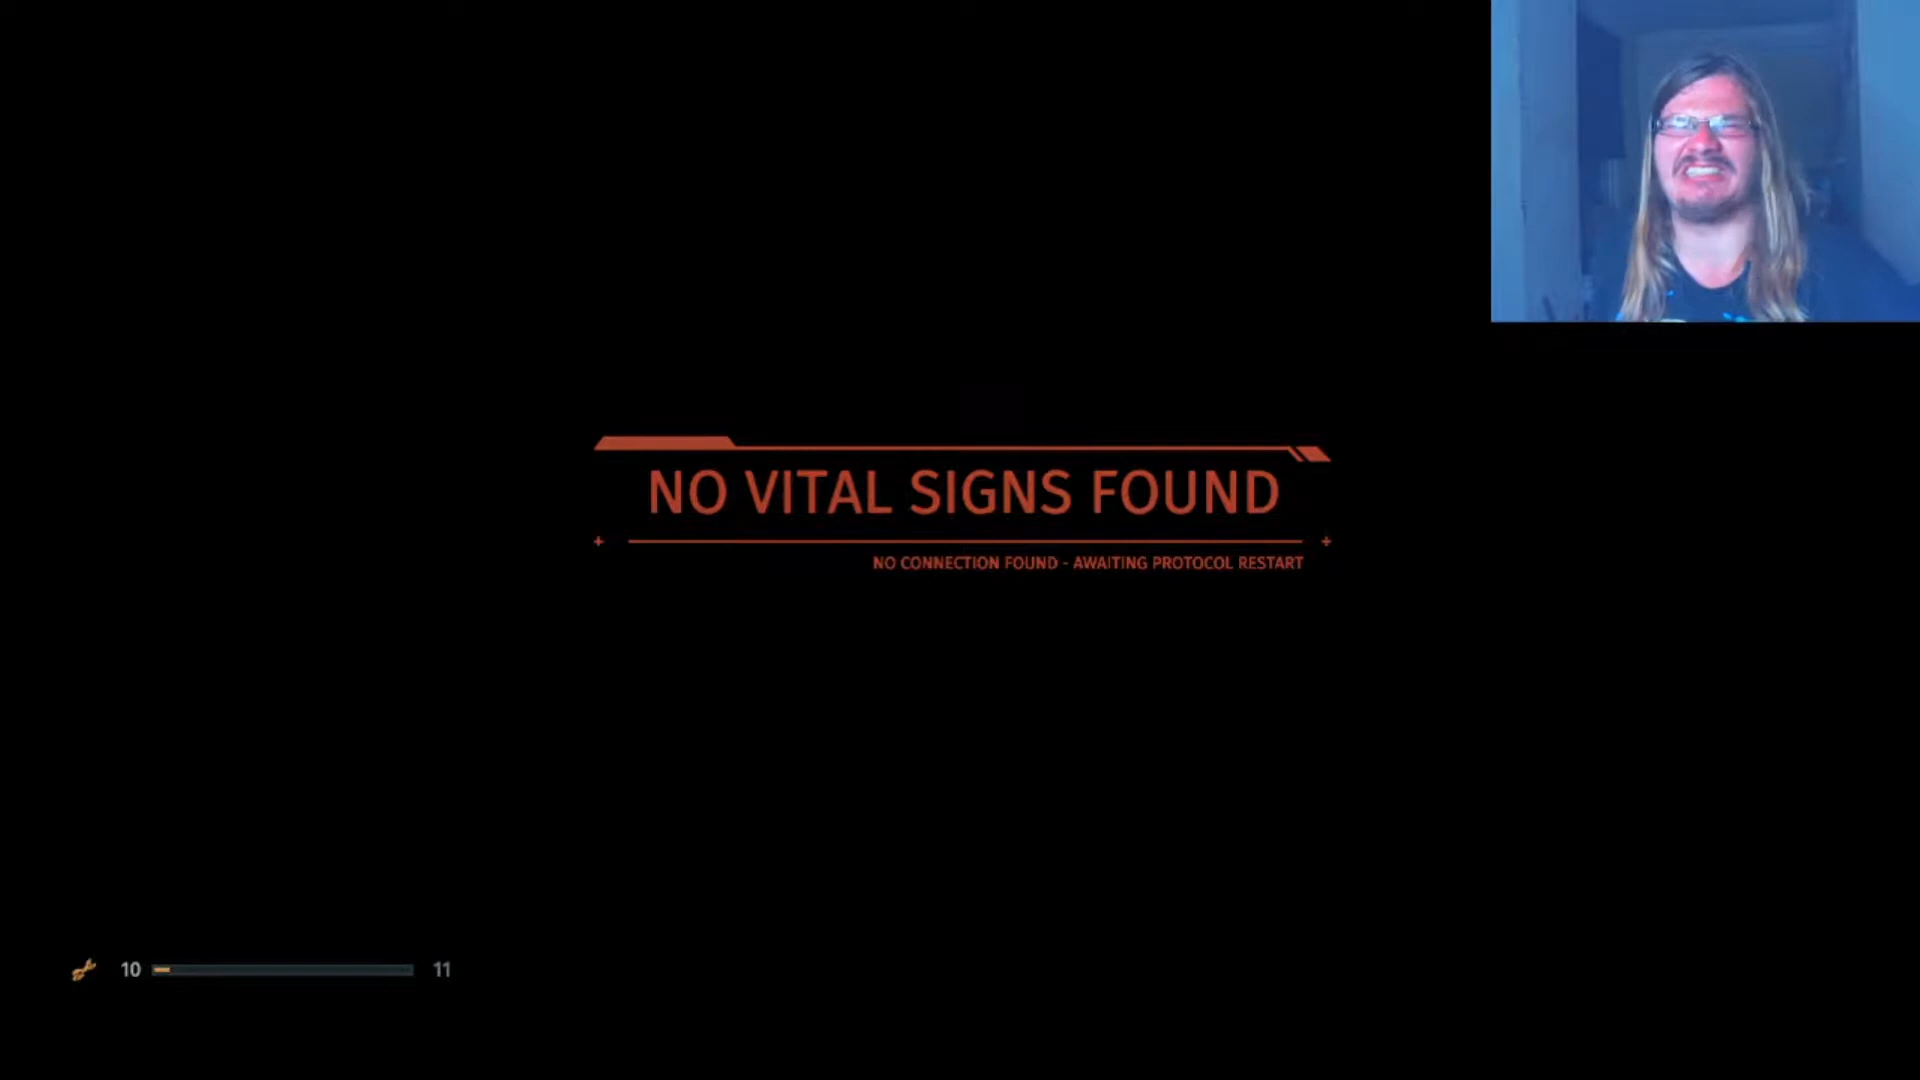 NO VITAL SIGNS FOUND
NO CONNECTION FOUND - AWAITING PROTOCOL RESTART
10 11